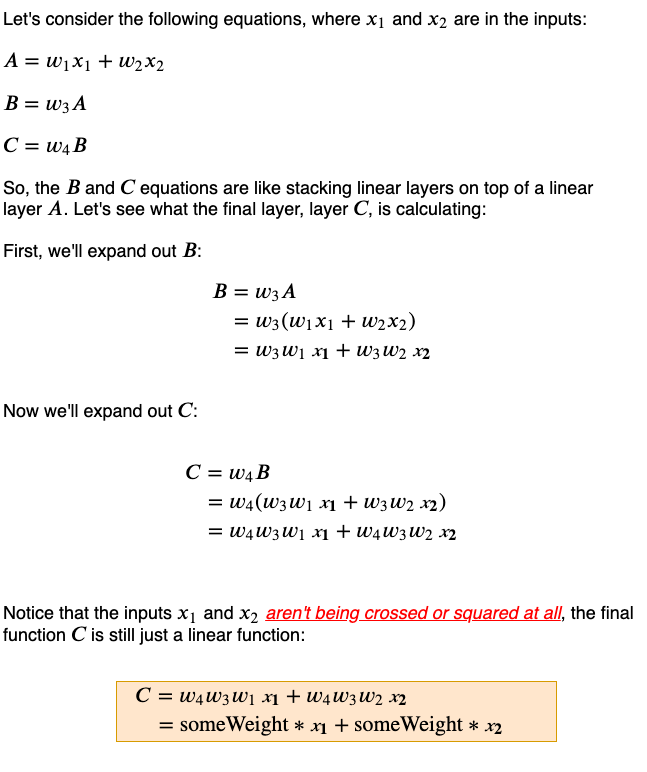 Let's consider the following equations, where x₁ and x₂ are in the inputs:
A = w₁x₁ + w₂x₂
B = w₃A
C = w₄B
So, the B and C equations are like stacking linear layers on top of a linear
layer A. Let's see what the final layer, layer C, is calculating:
First, we'll expand out B:
B = w₃A
= w₃(w₁x₁ + w₂x₂)
= w₃w₁ x₁ + w₃w₂ x₂
Now we'll expand out C:
C = w₄B
= w₄(w₃w₁ x₁ + w₃w₂ x₂)
= w₄w₃w₁ x₁ + w₄w₃w₂ x₂
Notice that the inputs x₁ and x₂ aren't being crossed or squared at all, the final
function C is still just a linear function:
C = w₄w₃w₁ x₁ + w₄w₃w₂ x₂
= someWeight * x₁ + someWeight * x₂